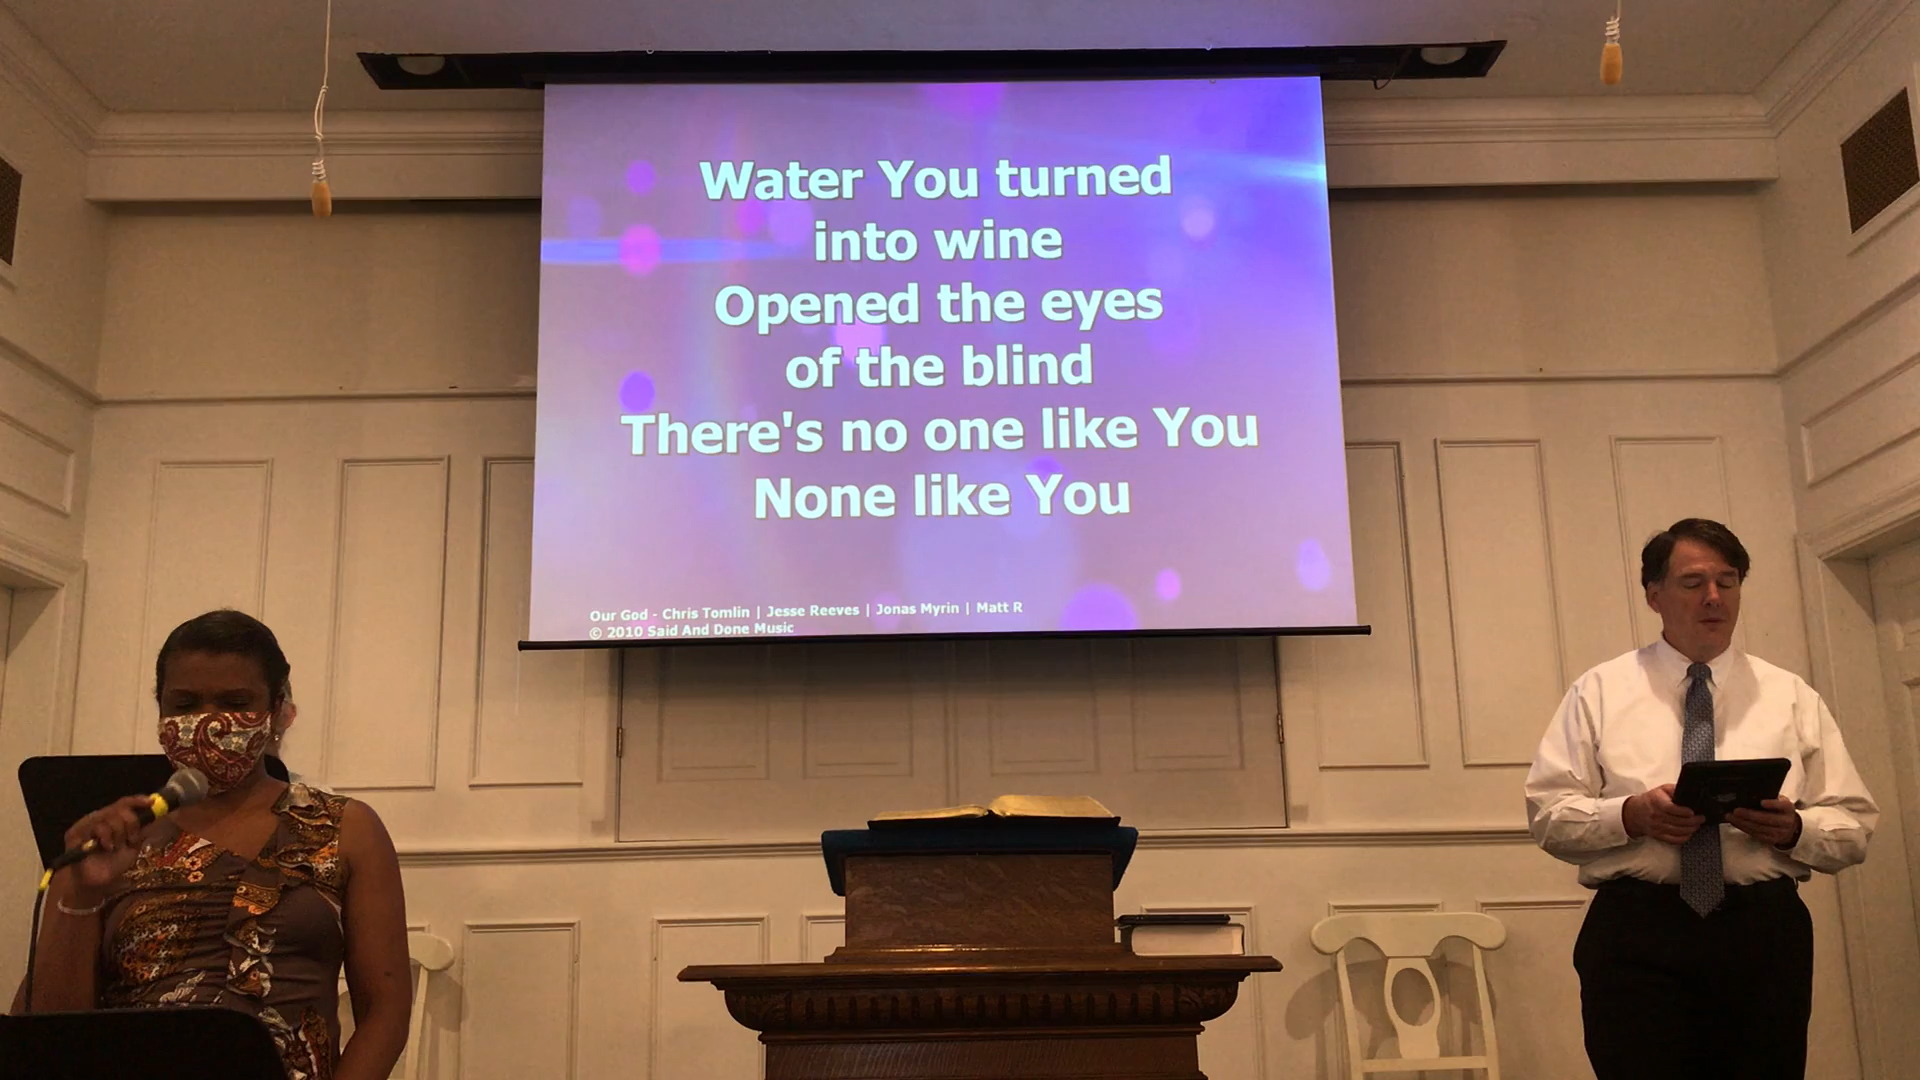 Water You turned
into wine
Opened the eyes
of the blind
There's no one like You
None like You
Our God - Chris Tomlin | Jesse Reeves | Jonas Myrin | Matt R
© 2010 Said And Done Music